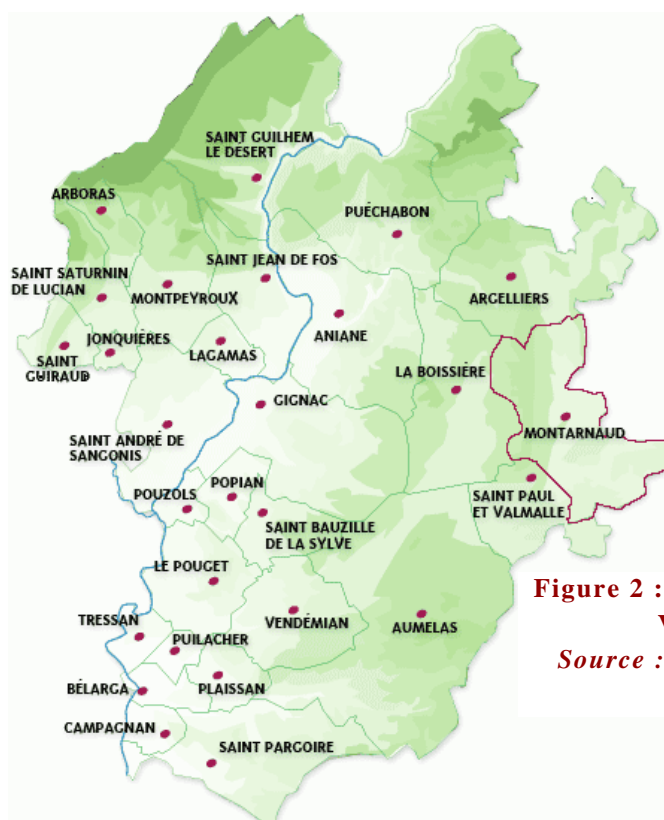 SAINT GUILHEM
LE DÉSERT
ARBORAS
PUÉCHABON
SAINT JEAN DE FOS
SAINT SATURNIN
DE LUCIAN
MONTPEYROUX
ARGELLIERS
ANIANE
JONQUIÈRES
LAGAMAS
SAINT
GUIRAUD
LA BOISSIÈRE
GIGNAC
MONTARNAUD
SAINT ANDRÉ DE
SANGONIS
POPIAN
POUZOLS
SAINT PAUL
ET VALMALLE
SAINT BAUZILLE
DE LA SYLVE
LE POUGET
Figure 2 :
TRESSAN
VENDÉMIAN
AUMELAS
PUILACHER
Source :
BÉLARGA
PLAISSAN
CAMPAGNAN
SAINT PARGOIRE